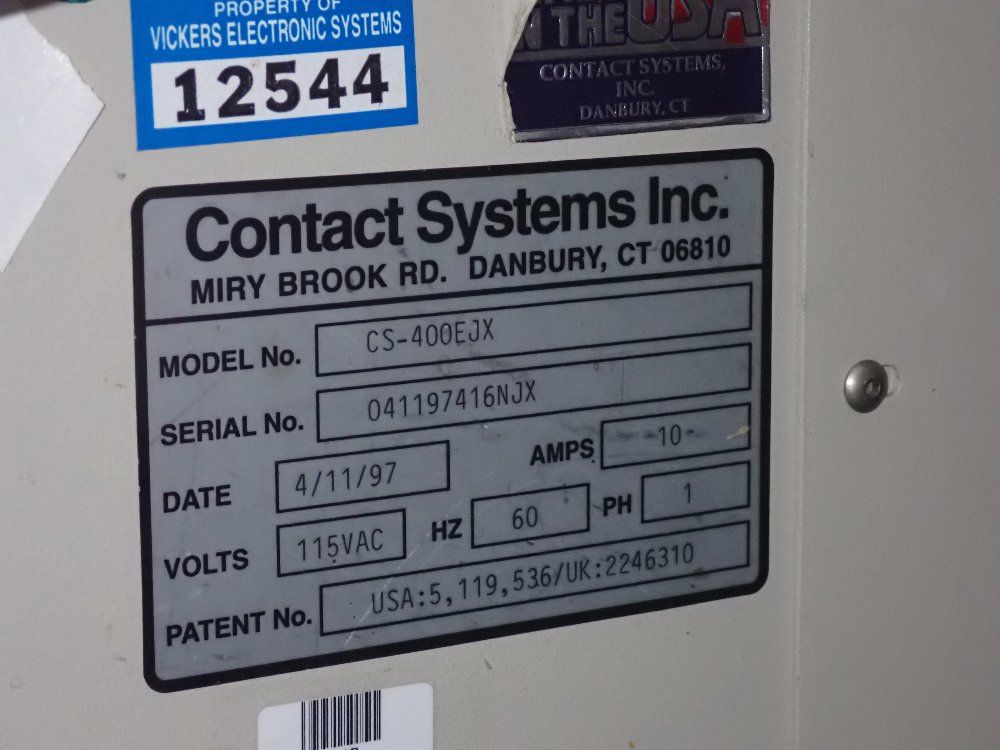 PROPERTY OF
VICKERS ELECTRONIC SYSTEMS
12544
THE USA
CONTACT SYSTEMS,
INC.
DANBURY, CT
Contact Systems Inc.
MIRY BROOK RD. DANBURY, CT 06810
MODEL No. CS-400EJX
SERIAL No. 041197416NJX
DATE 4/11/97 AMPS 10
VOLTS 115VAC HZ 60 PH 1
PATENT No. USA:5,119,536/UK:2246310